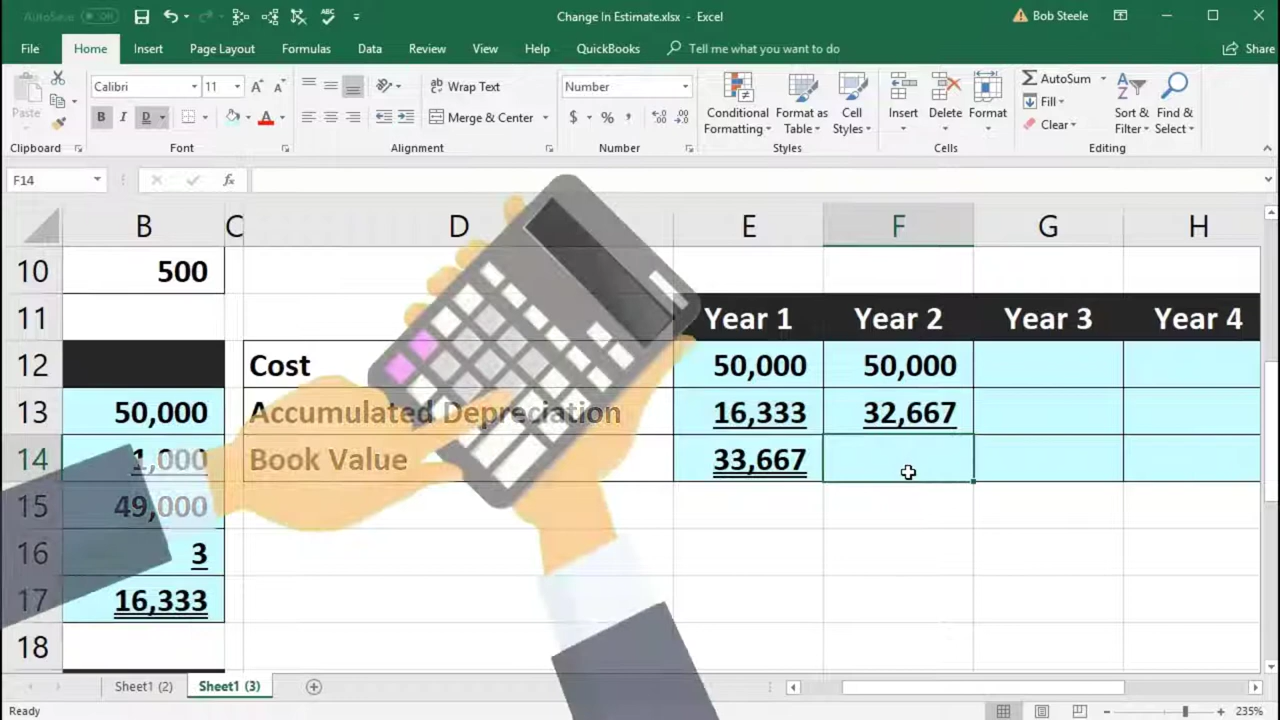 AutoSave Off
Change In Estimate.xlsx - Excel
Bob Steele
File Home Insert Page Layout Formulas Data Review View Help QuickBooks Tell me what you want to do Share
Paste
Calibri 11
Wrap Text
Number
Conditional Formatting
Format as Table
Cell Styles
Insert Delete Format
AutoSum
Fill
Clear
Sort & Filter
Find & Select
B I D
Merge & Center
$ % ,
Clipboard Font Alignment Number Styles Cells Editing
F14 fx
B C D E F G H
10 500
11 Year 1 Year 2 Year 3 Year 4
12 Cost 50,000 50,000
13 50,000 Accumulated Depreciation 16,333 32,667
14 1,000 Book Value 33,667
15 49,000
16 3
17 16,333
18
Sheet1 (2) Sheet1 (3)
Ready 235%